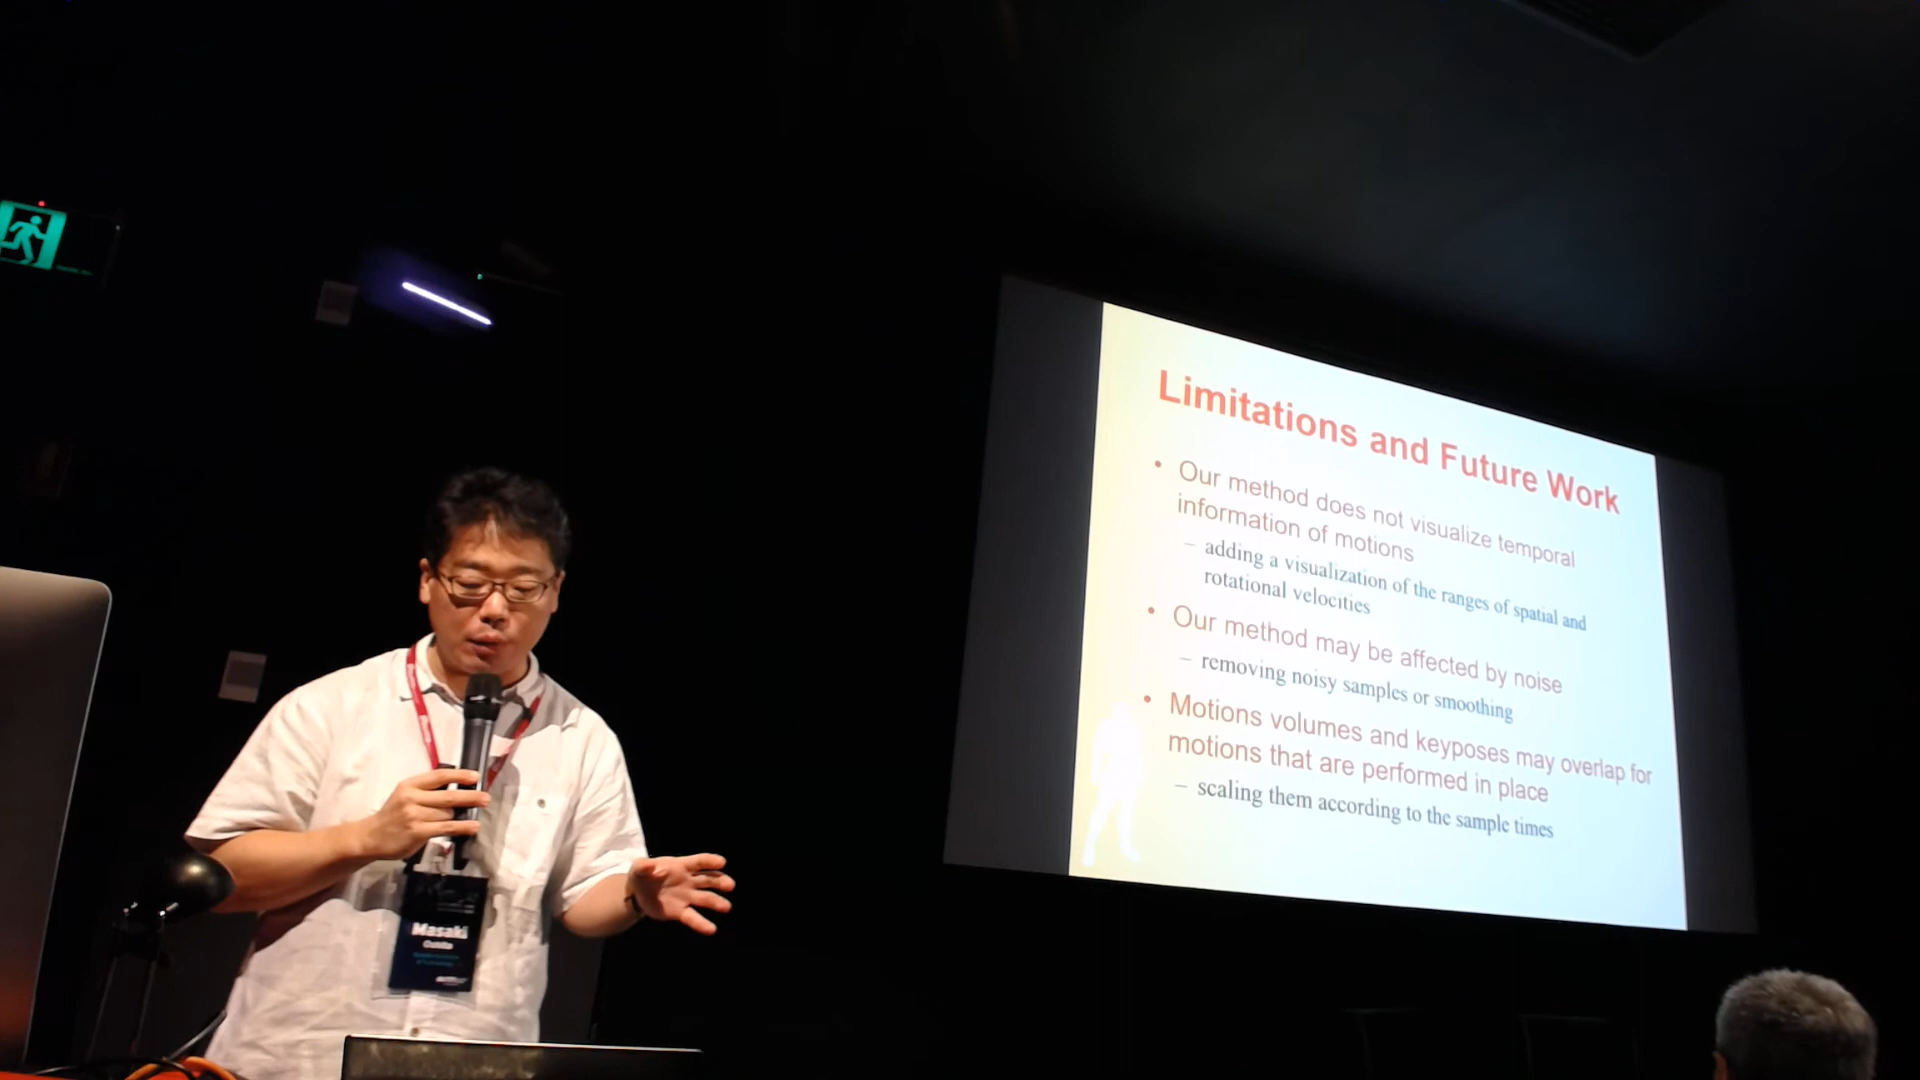 Limitations and Future Work
• Our method does not visualize temporal
information of motions
– adding a visualization of the ranges of spatial and
rotational velocities
• Our method may be affected by noise
– removing noisy samples or smoothing
• Motions volumes and keyposes may overlap for
motions that are performed in place
– scaling them according to the sample times
Masaki